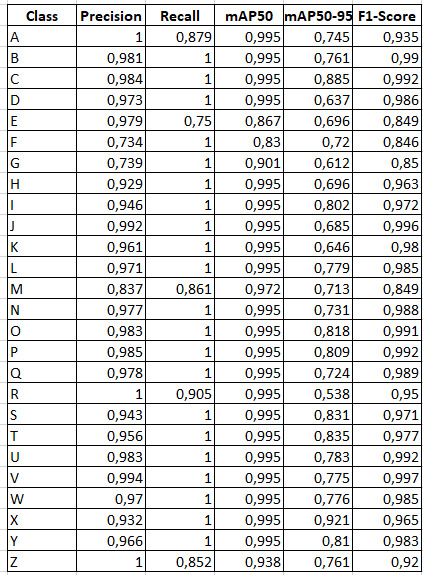 Class Precision Recall mAP50 mAP50-95 F1-Score
A 1 0,879 0,995 0,745 0,935
B 0,981 1 0,995 0,761 0,99
C 0,984 1 0,995 0,885 0,992
D 0,973 1 0,995 0,637 0,986
E 0,979 0,75 0,867 0,696 0,849
F 0,734 1 0,83 0,72 0,846
G 0,739 1 0,901 0,612 0,85
H 0,929 1 0,995 0,696 0,963
I 0,946 1 0,995 0,802 0,972
J 0,992 1 0,995 0,685 0,996
K 0,961 1 0,995 0,646 0,98
L 0,971 1 0,995 0,779 0,985
M 0,837 0,861 0,972 0,713 0,849
N 0,977 1 0,995 0,731 0,988
O 0,983 1 0,995 0,818 0,991
P 0,985 1 0,995 0,809 0,992
Q 0,978 1 0,995 0,724 0,989
R 1 0,905 0,995 0,538 0,95
S 0,943 1 0,995 0,831 0,971
T 0,956 1 0,995 0,835 0,977
U 0,983 1 0,995 0,783 0,992
V 0,994 1 0,995 0,775 0,997
W 0,97 1 0,995 0,776 0,985
X 0,932 1 0,995 0,921 0,965
Y 0,966 1 0,995 0,81 0,983
Z 1 0,852 0,938 0,761 0,92